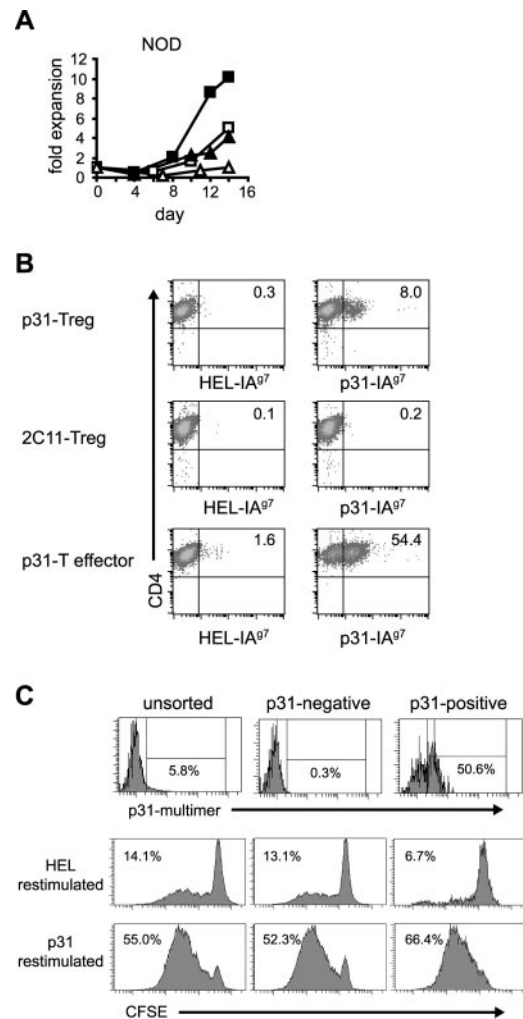 A
NOD
fold expansion
12
10
8
6
4
2
0
0 4 8 12 16
day
B
p31-Treg
0.3
8.0
HEL-IAg7
p31-IAg7
2C11-Treg
0.1
0.2
HEL-IAg7
p31-IAg7
p31-T effector
1.6
54.4
CD4
HEL-IAg7
p31-IAg7
C
unsorted
p31-negative
p31-positive
5.8%
0.3%
50.6%
p31-multimer
HEL
restimulated
14.1%
13.1%
6.7%
p31
restimulated
55.0%
52.3%
66.4%
CFSE